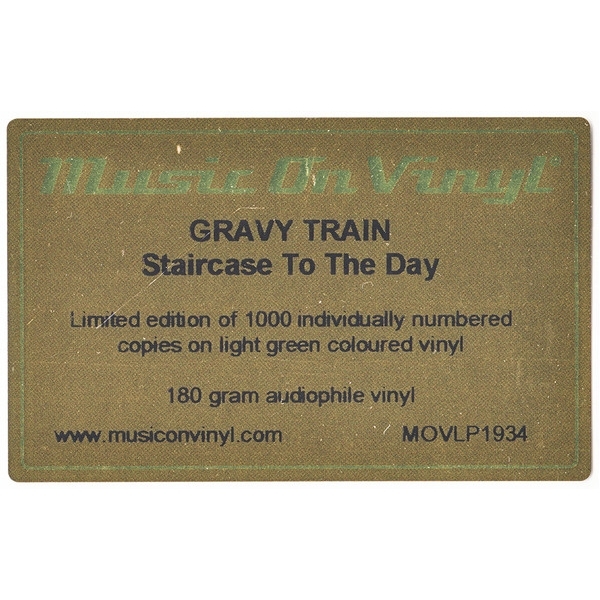 Music On Vinyl
GRAVY TRAIN
Staircase To The Day
Limited edition of 1000 individually numbered
copies on light green coloured vinyl
180 gram audiophile vinyl
www.musiconvinyl.com MOVLP1934